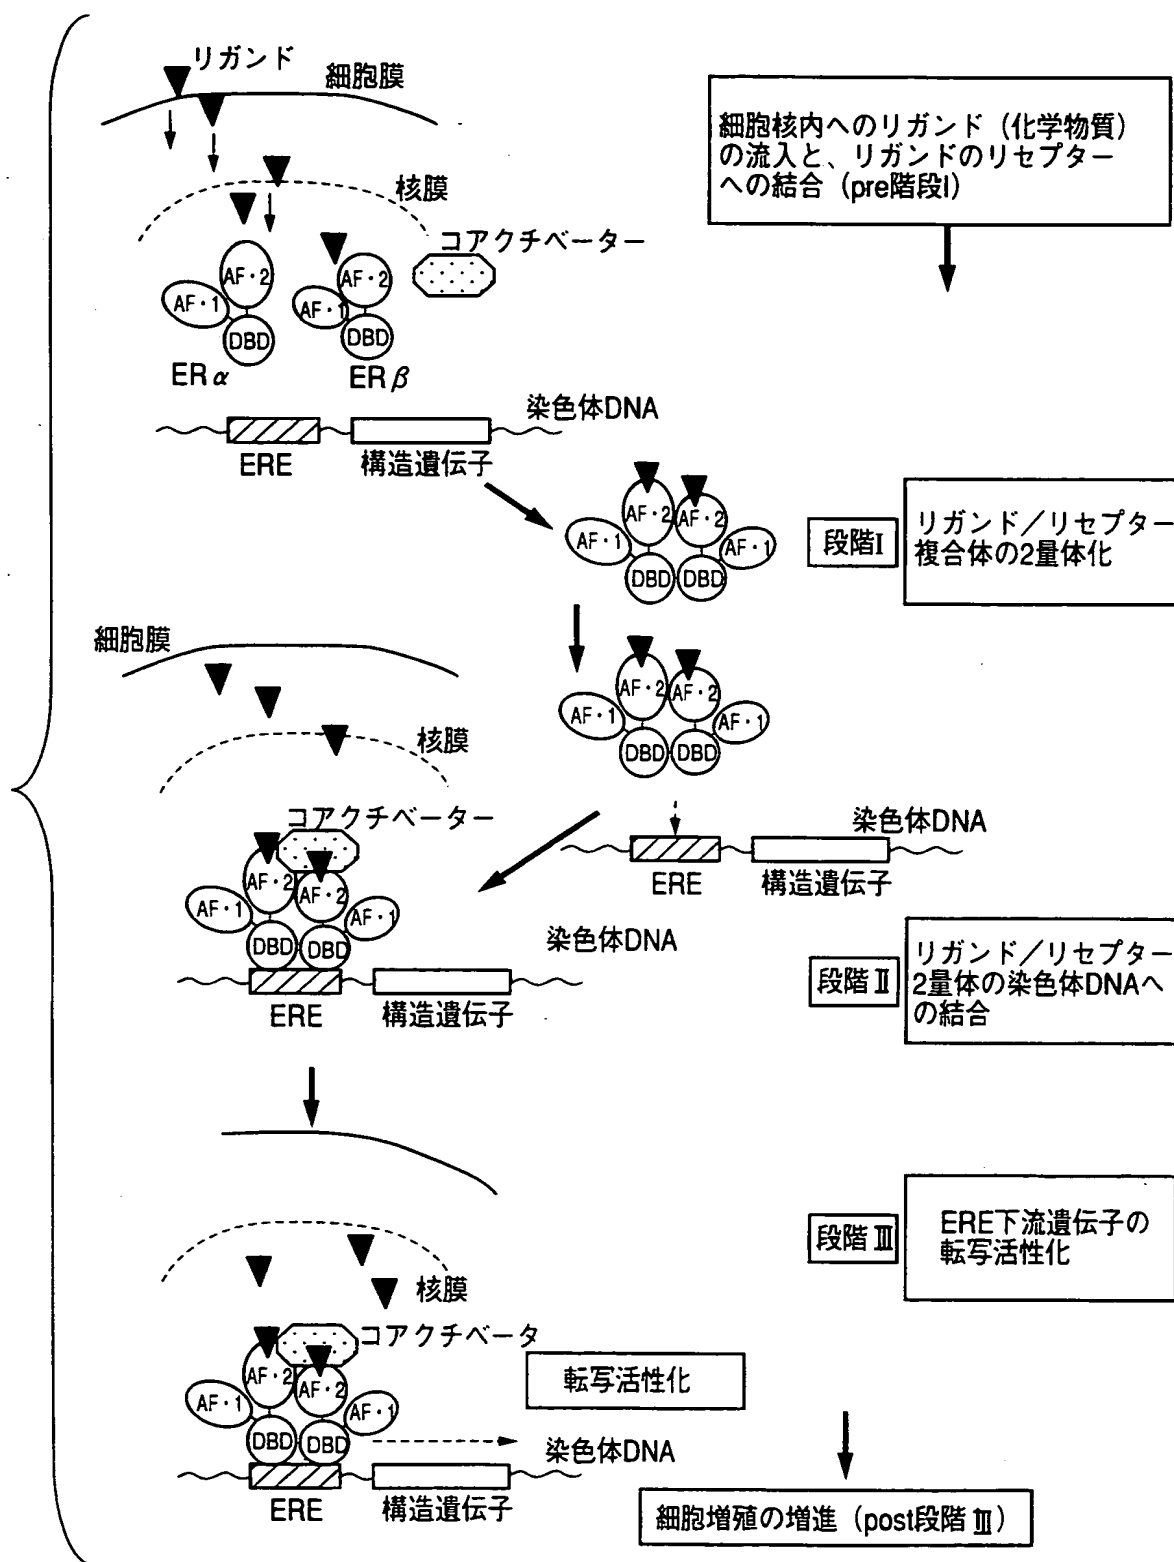 リガンド
細胞膜
細胞核内へのリガンド（化学物質）
の流入と、リガンドのリセプター
への結合（pre階段I）
核膜
コアクチベーター
AF・2
AF・1
DBD
ERα
AF・2
AF・1
DBD
ERβ
染色体DNA
ERE
構造遺伝子
AF・2
AF・2
AF・1
AF・1
DBD
DBD
段階I
リガンド／リセプター
複合体の2量体化
細胞膜
核膜
AF・2
AF・2
AF・1
AF・1
DBD
DBD
染色体DNA
ERE
構造遺伝子
コアクチベーター
AF・2
AF・2
AF・1
AF・1
DBD
DBD
染色体DNA
ERE
構造遺伝子
段階Ⅱ
リガンド／リセプター
2量体の染色体DNAへ
の結合
段階Ⅲ
ERE下流遺伝子の
転写活性化
核膜
コアクチベータ
AF・2
AF・2
AF・1
AF・1
DBD
DBD
転写活性化
染色体DNA
ERE
構造遺伝子
細胞増殖の増進（post段階Ⅲ）